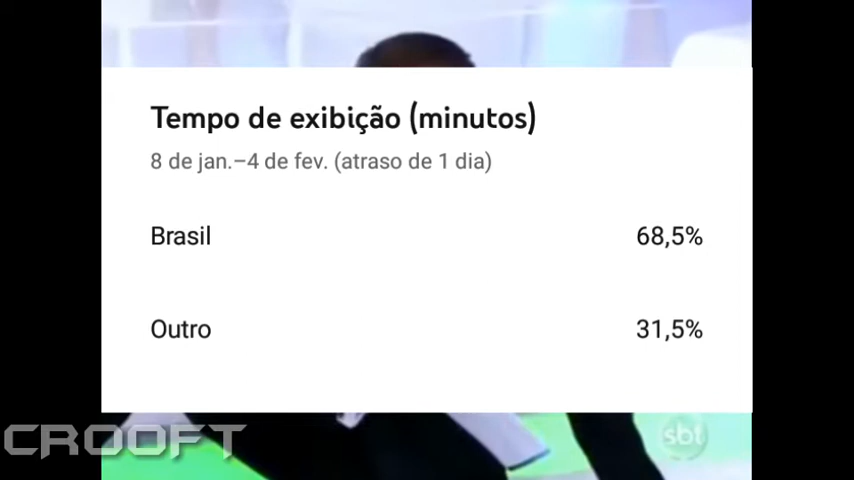 Tempo de exibição (minutos)
8 de jan.–4 de fev. (atraso de 1 dia)
Brasil 68,5%
Outro 31,5%
CROOFT
sbt